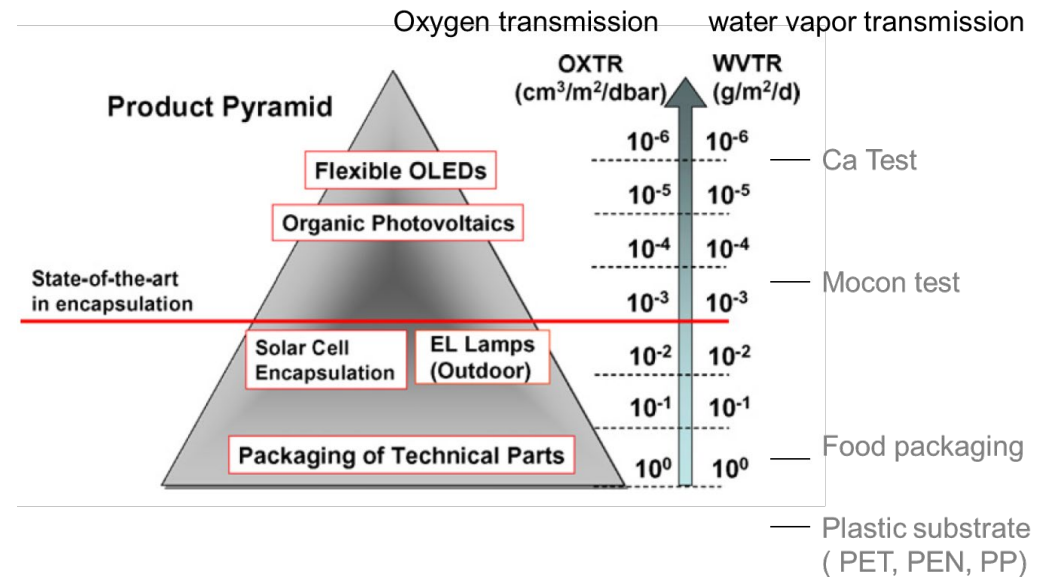 Oxygen transmission
water vapor transmission
OXTR
(cm³/m²/dbar)
WVTR
(g/m²/d)
Product Pyramid
Flexible OLEDs
Organic Photovoltaics
State-of-the-art
in encapsulation
Solar Cell
Encapsulation
EL Lamps
(Outdoor)
Packaging of Technical Parts
10⁻⁶ 10⁻⁶
10⁻⁵ 10⁻⁵
10⁻⁴ 10⁻⁴
10⁻³ 10⁻³
10⁻² 10⁻²
10⁻¹ 10⁻¹
10⁰ 10⁰
Ca Test
Mocon test
Food packaging
Plastic substrate
( PET, PEN, PP)